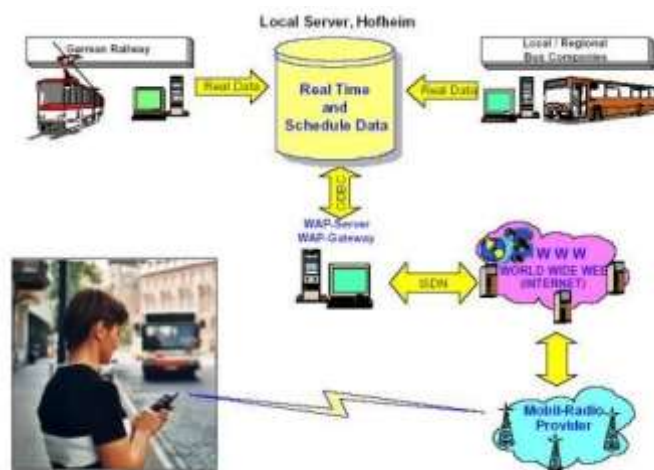 Local Server, Hofheim
German Railway
Local / Regional
Bus Companies
Real Data
Real Time
and
Schedule Data
Real Data
ODBC
WAP-Server
WAP-Gateway
W W W
WORLD WIDE WEB
(INTERNET)
ISDN
Mobil-Radio
Provider